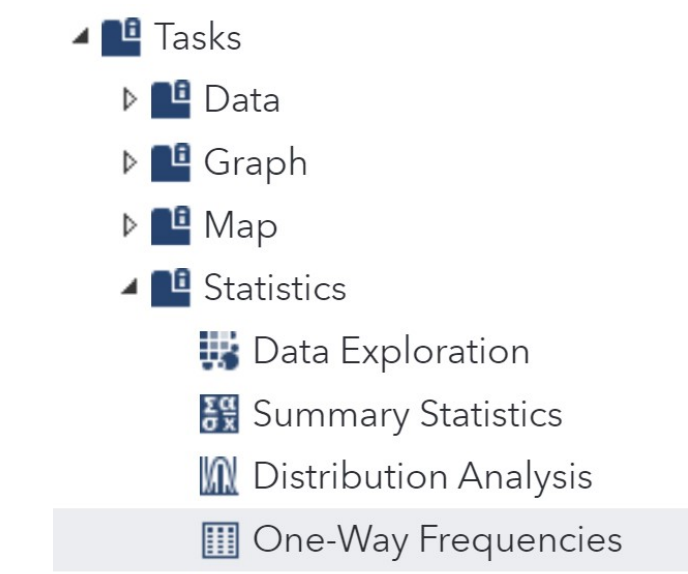 Tasks
Data
Graph
Map
Statistics
Data Exploration
Summary Statistics
Distribution Analysis
One-Way Frequencies